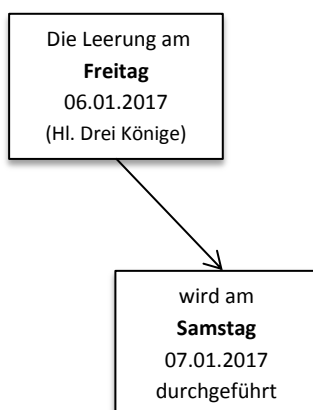 Die Leerung am
Freitag
06.01.2017
(Hl. Drei Könige)
wird am
Samstag
07.01.2017
durchgeführt